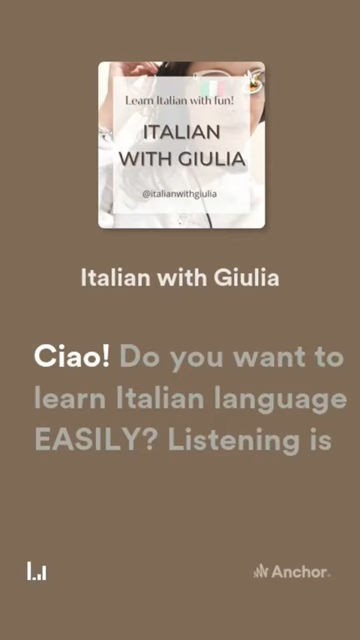 Learn Italian with fun!
ITALIAN
WITH GIULIA
@italianwithgiulia
Italian with Giulia
Ciao! Do you want to
learn Italian language
EASILY? Listening is
Anchor